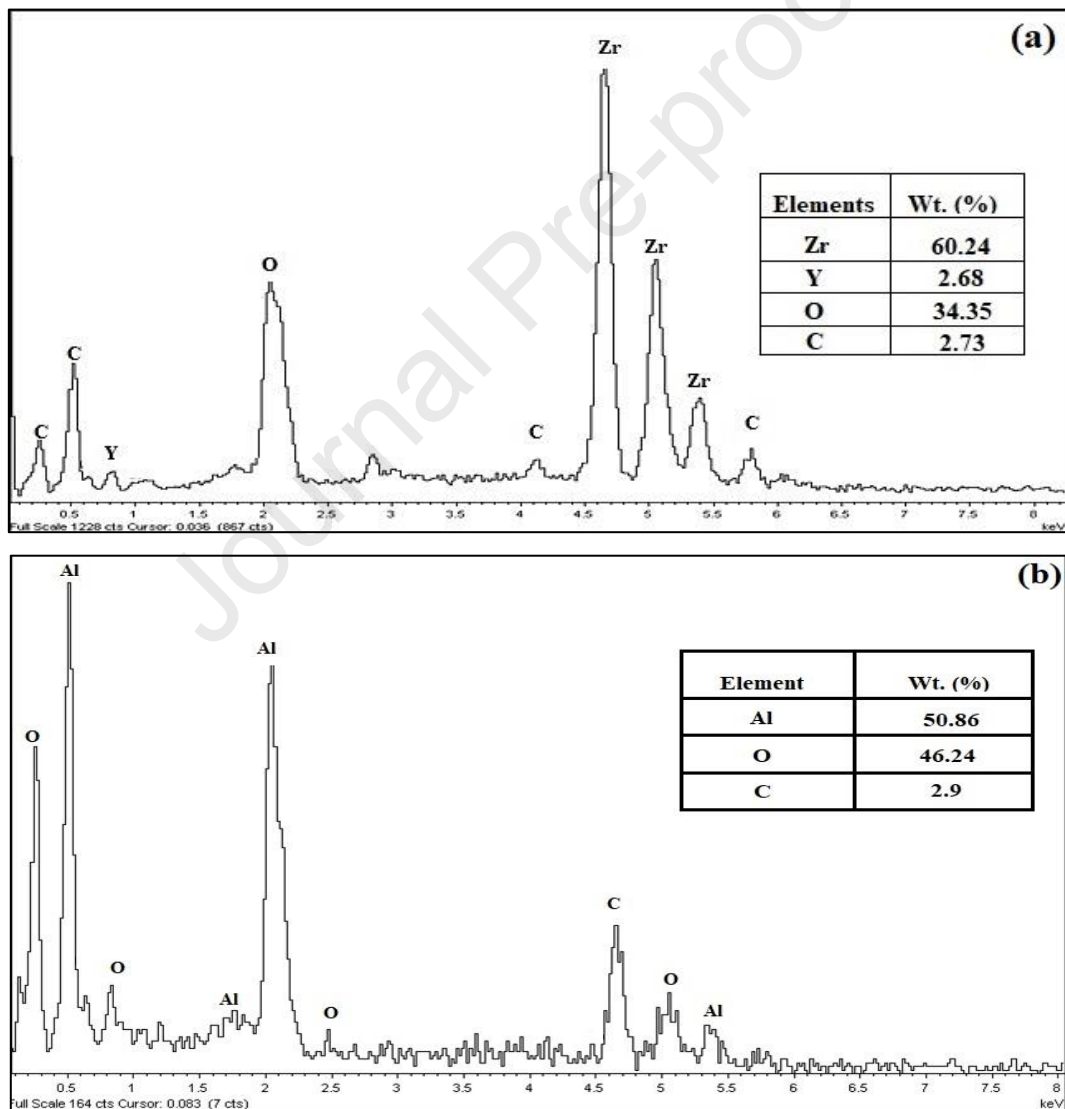 Journal Pre-proo
(a)
Zr
Zr
O
Zr
C
C
C
Y
C
Elements Wt. (%)
Zr 60.24
Y 2.68
O 34.35
C 2.73
0.5 1 1.5 2 2.5 3 3.5 4 4.5 5 5.5 6 6.5 7 7.5 8
Full Scale 1228 cts Cursor: 0.036 (867 cts) keV
(b)
Al
Al
O
C
O
O
Al
O
Al
Element Wt. (%)
Al 50.86
O 46.24
C 2.9
0.5 1 1.5 2 2.5 3 3.5 4 4.5 5 5.5 6 6.5 7 7.5 8
Full Scale 164 cts Cursor: 0.083 (7 cts) keV